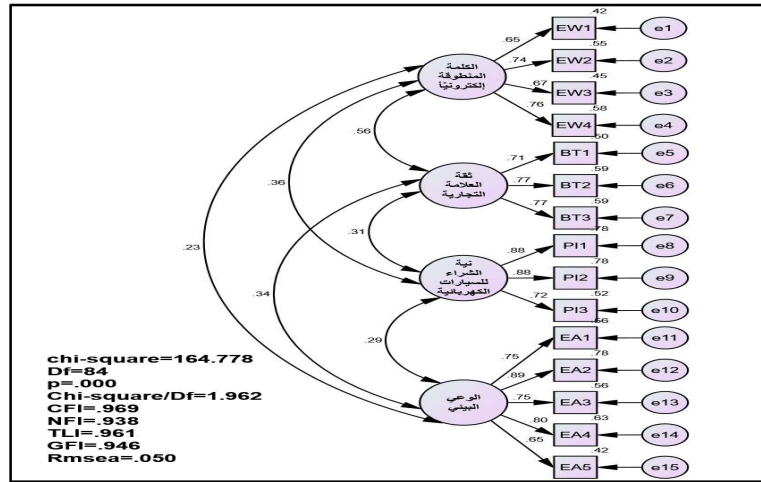 .42
.65
EW1
e1
.55
.74
EW2
e2
.45
.67
EW3
e3
.58
.76
EW4
e4
الكلمة
المنطوقة
إلكترونيًا
.56
.50
.71
BT1
e5
.59
.77
BT2
e6
.59
.77
BT3
e7
ثقة
العلامة
التجارية
.36
.31
.23
.34
.78
.88
PI1
e8
.78
.88
PI2
e9
.52
.72
PI3
e10
نية
الشراء
للسيارات
الكهربائية
.29
.75
EA1
e11
.78
.89
EA2
e12
.56
.75
EA3
e13
.63
.80
EA4
e14
.42
.65
EA5
e15
الوعي
البيئي
chi-square=164.778
Df=84
p=.000
Chi-square/Df=1.962
CFI=.969
NFI=.938
TLI=.961
GFI=.946
Rmsea=.050